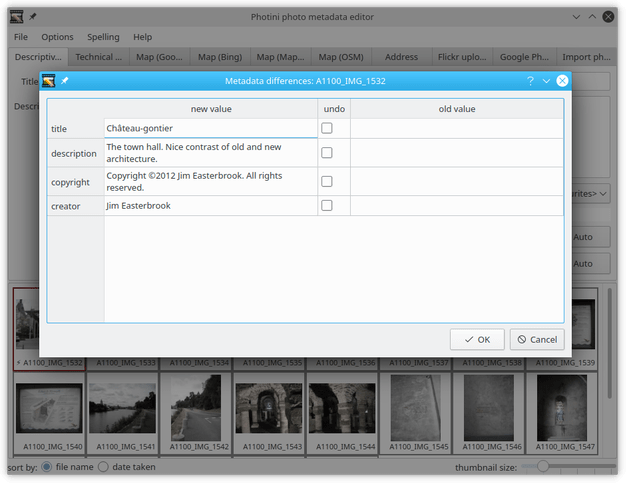 Photini photo metadata editor
File Options Spelling Help
Descriptiv... Technical ... Map (Goo... Map (Bing) Map (Map... Map (OSM) Address Flickr uplo... Google Ph... Import ph...
Title
Metadata differences: A1100_IMG_1532
new value undo old value
title Château-gontier
description The town hall. Nice contrast of old and new
architecture.
copyright Copyright ©2012 Jim Easterbrook. All rights
reserved.
creator Jim Easterbrook
Descri
Auto
Auto
OK Cancel
< A1100_IMG_1532 A1100_IMG_1533 A1100_IMG_1534 A1100_IMG_1535 A1100_IMG_1536 A1100_IMG_1537 A1100_IMG_1538 A1100_IMG_1539
A1100_IMG_1540 A1100_IMG_1541 A1100_IMG_1542 A1100_IMG_1543 A1100_IMG_1544 A1100_IMG_1545 A1100_IMG_1546 A1100_IMG_1547
sort by: file name date taken thumbnail size: